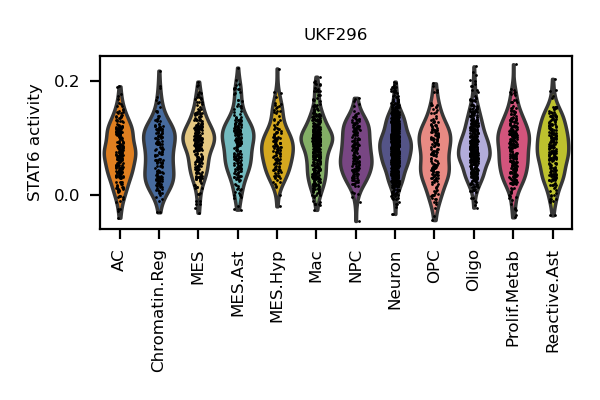 UKF296
STAT6 activity
0.2
0.0
AC
Chromatin.Reg
MES
MES.Ast
MES.Hyp
Mac
NPC
Neuron
OPC
Oligo
Prolif.Metab
Reactive.Ast